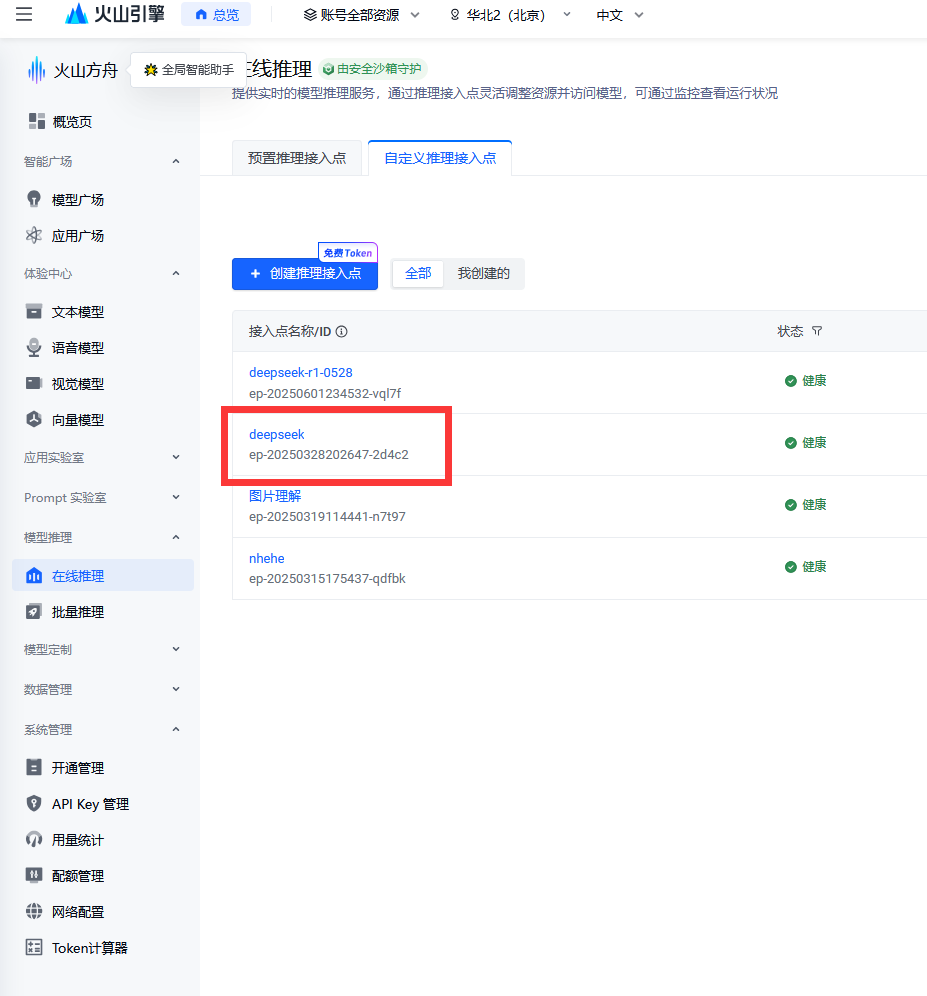 火山引擎 总览 账号全部资源 华北2（北京） 中文
火山方舟
全局智能助手
在线推理 由安全沙箱守护
提供实时的模型推理服务，通过推理接入点灵活调整资源并访问模型，可通过监控查看运行状况
概览页
智能广场
模型广场
应用广场
体验中心
文本模型
语音模型
视觉模型
向量模型
应用实验室
Prompt 实验室
模型推理
在线推理
批量推理
模型定制
数据管理
系统管理
开通管理
API Key 管理
用量统计
配额管理
网络配置
Token计算器
预置推理接入点 自定义推理接入点
免费Token
+ 创建推理接入点 全部 我创建的
接入点名称/ID 状态
deepseek-r1-0528
ep-20250601234532-vql7f
健康
deepseek
ep-20250328202647-2d4c2
健康
图片理解
ep-20250319114441-n7t97
健康
nhehe
ep-20250315175437-qdfbk
健康